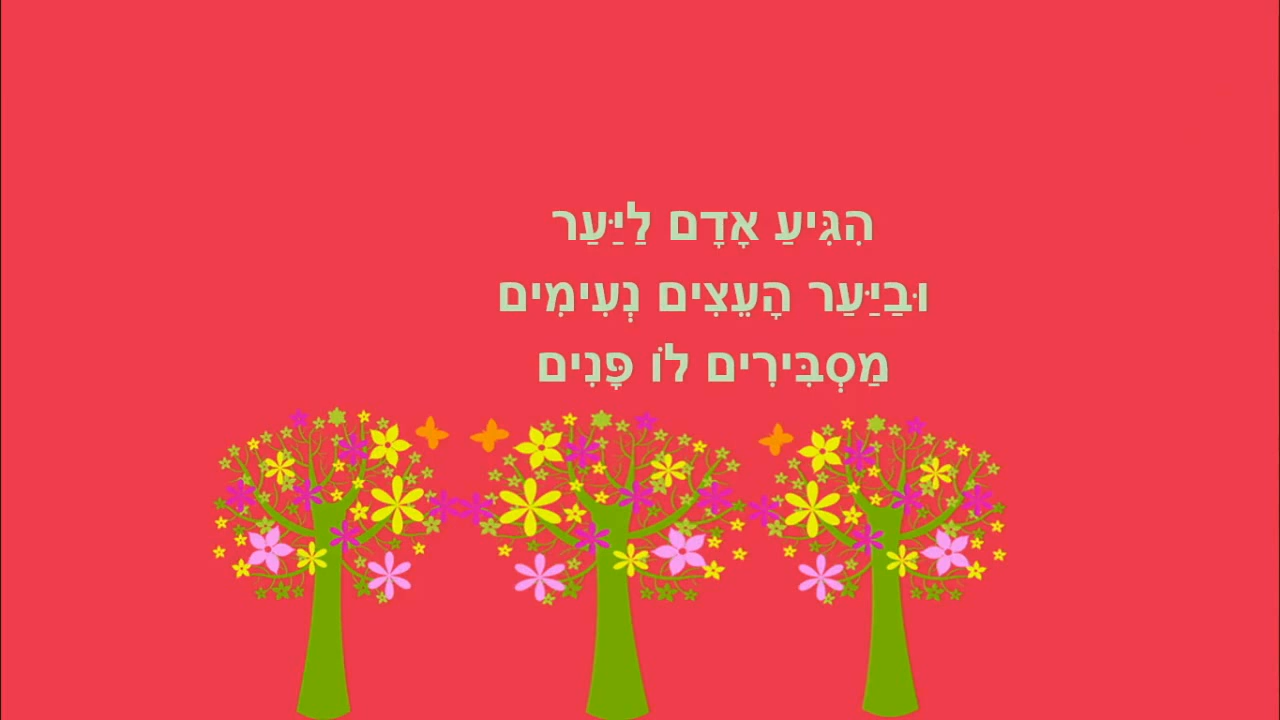 הִגִּיעַ אָדָם לַיַּעַר
וּבַיַּעַר הָעֵצִים נְעִימִים
מַסְבִּירִים לוֹ פָּנִים